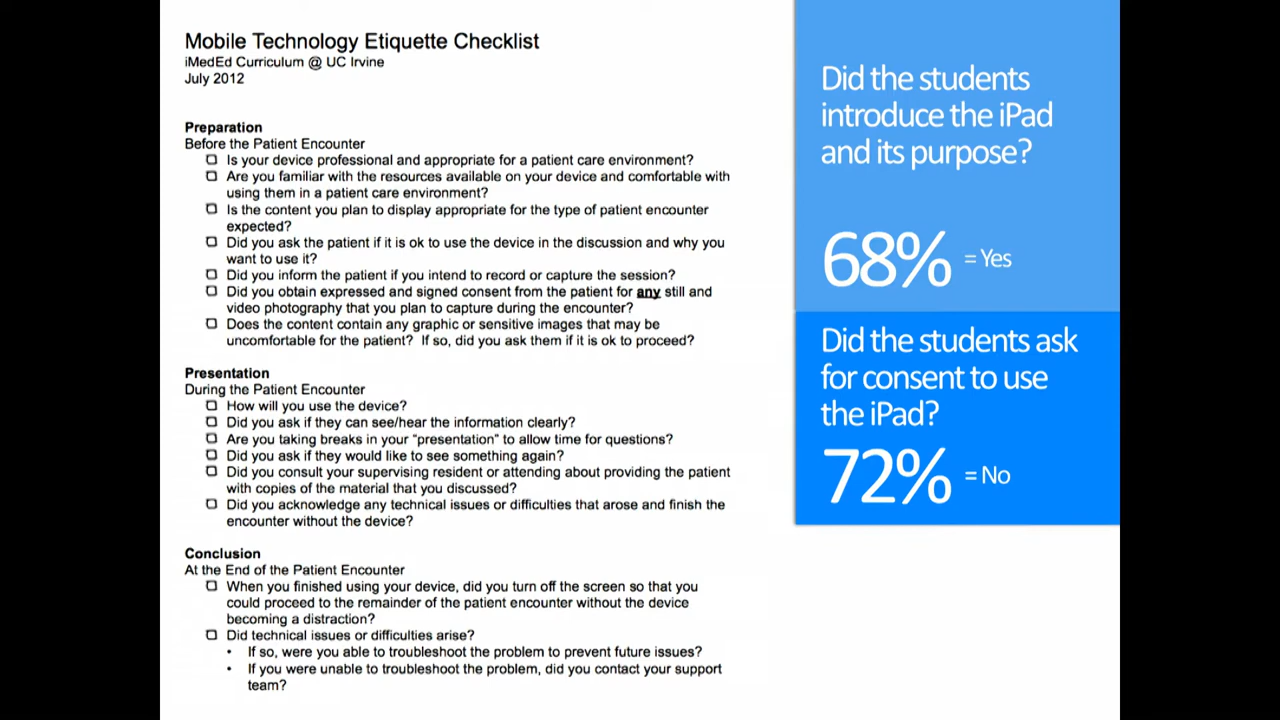 Mobile Technology Etiquette Checklist
iMedEd Curriculum @ UC Irvine
July 2012
Preparation
Before the Patient Encounter
Is your device professional and appropriate for a patient care environment?
Are you familiar with the resources available on your device and comfortable with
using them in a patient care environment?
Is the content you plan to display appropriate for the type of patient encounter
expected?
Did you ask the patient if it is ok to use the device in the discussion and why you
want to use it?
Did you inform the patient if you intend to record or capture the session?
Did you obtain expressed and signed consent from the patient for any still and
video photography that you plan to capture during the encounter?
Does the content contain any graphic or sensitive images that may be
uncomfortable for the patient? If so, did you ask them if it is ok to proceed?
Presentation
During the Patient Encounter
How will you use the device?
Did you ask if they can see/hear the information clearly?
Are you taking breaks in your "presentation" to allow time for questions?
Did you ask if they would like to see something again?
Did you consult your supervising resident or attending about providing the patient
with copies of the material that you discussed?
Did you acknowledge any technical issues or difficulties that arose and finish the
encounter without the device?
Conclusion
At the End of the Patient Encounter
When you finished using your device, did you turn off the screen so that you
could proceed to the remainder of the patient encounter without the device
becoming a distraction?
Did technical issues or difficulties arise?
• If so, were you able to troubleshoot the problem to prevent future issues?
• If you were unable to troubleshoot the problem, did you contact your support
team?
Did the students
introduce the iPad
and its purpose?
68% = Yes
Did the students ask
for consent to use
the iPad?
72% = No